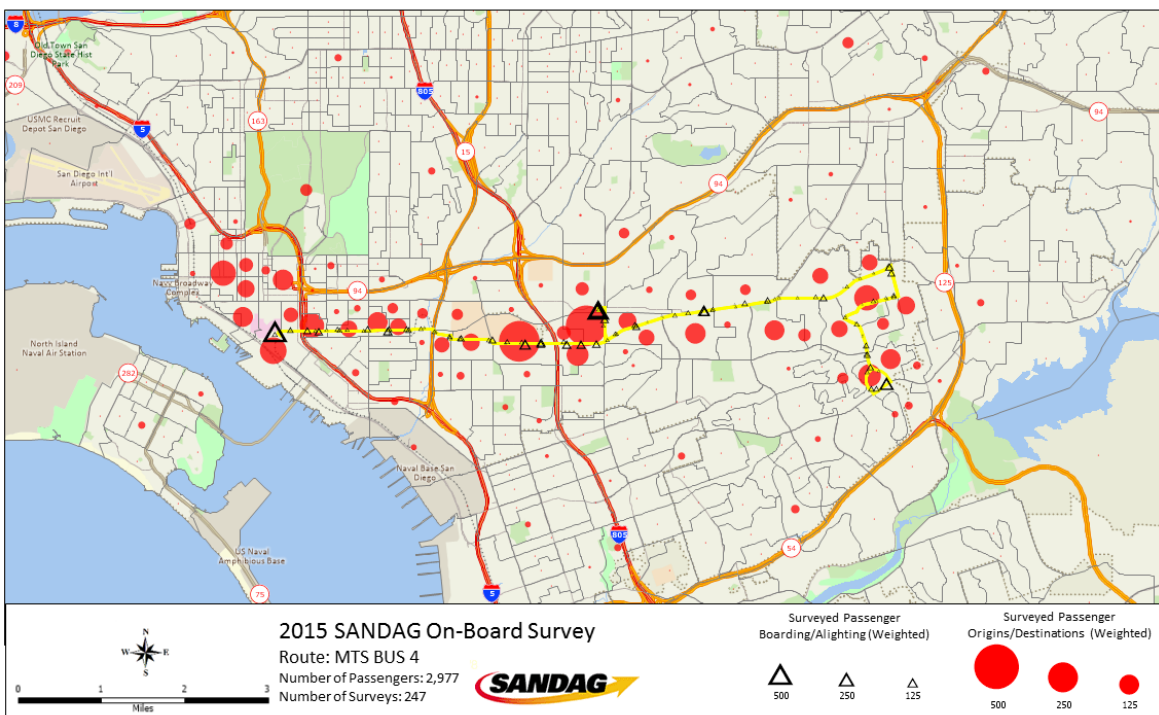 8
805
Old Town San
Diego State Hist
Park
209
USMC Recruit
Depot San Diego
5
163
15
94
94
San Diego Int'l
Airport
94
125
Navy Broadway
Complex
North Island
Naval Air Station
282
Naval Base San
Diego
805
54
US Naval
Amphibious Base
75
5
N
W E
S
0 1 2 3
Miles
2015 SANDAG On-Board Survey
Route: MTS BUS 4
Number of Passengers: 2,977
Number of Surveys: 247
SANDAG
Surveyed Passenger
Boarding/Alighting (Weighted)
500 250 125
Surveyed Passenger
Origins/Destinations (Weighted)
500 250 125